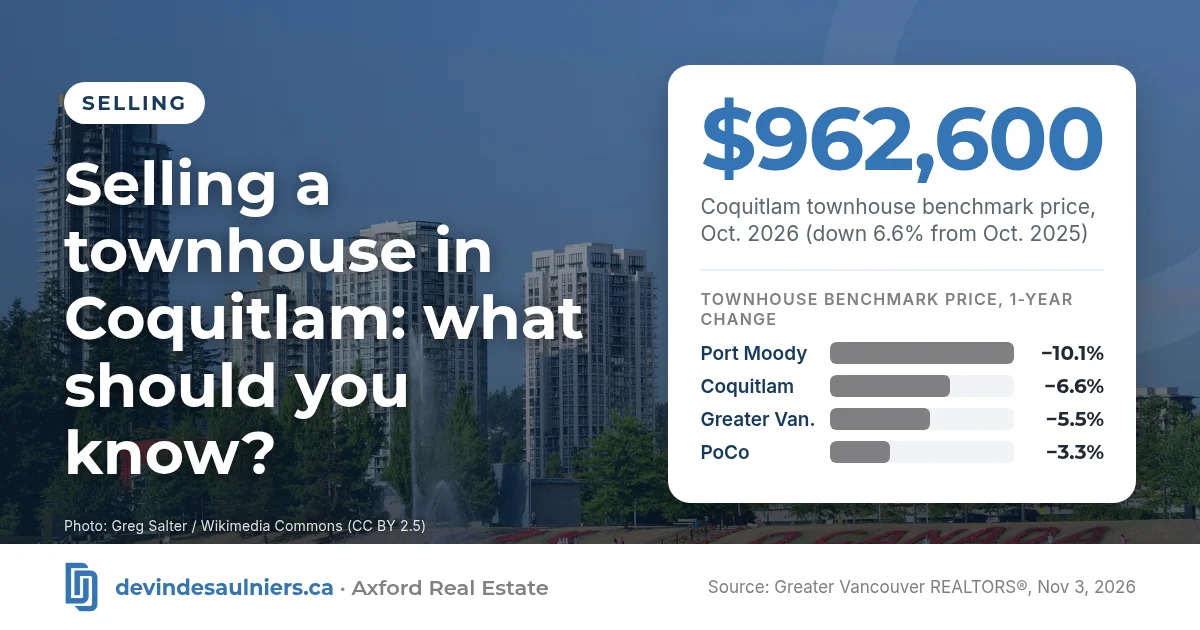 SELLING
Selling a
townhouse in
Coquitlam: what
should you
know?
Photo: Greg Salter / Wikimedia Commons (CC BY 2.5)
$962,600
Coquitlam townhouse benchmark price,
Oct. 2026 (down 6.6% from Oct. 2025)
TOWNHOUSE BENCHMARK PRICE, 1-YEAR
CHANGE
Port Moody −10.1%
Coquitlam −6.6%
Greater Van. −5.5%
PoCo −3.3%
CANADA
devindesaulniers.ca · Axford Real Estate
Source: Greater Vancouver REALTORS®, Nov 3, 2026